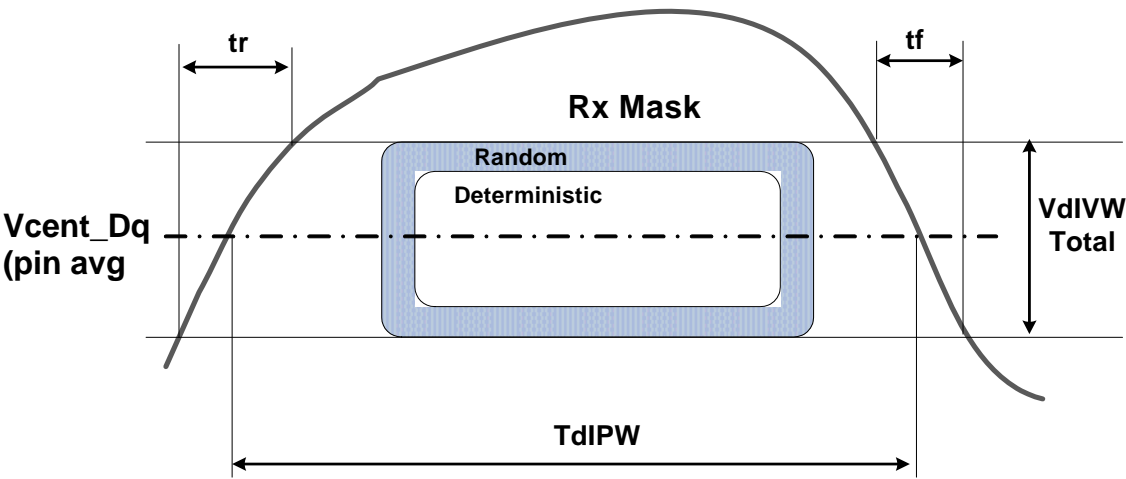 tr
tf
Rx Mask
Random
Deterministic
Vcent_Dq
(pin avg
VdIVW
Total
TdIPW